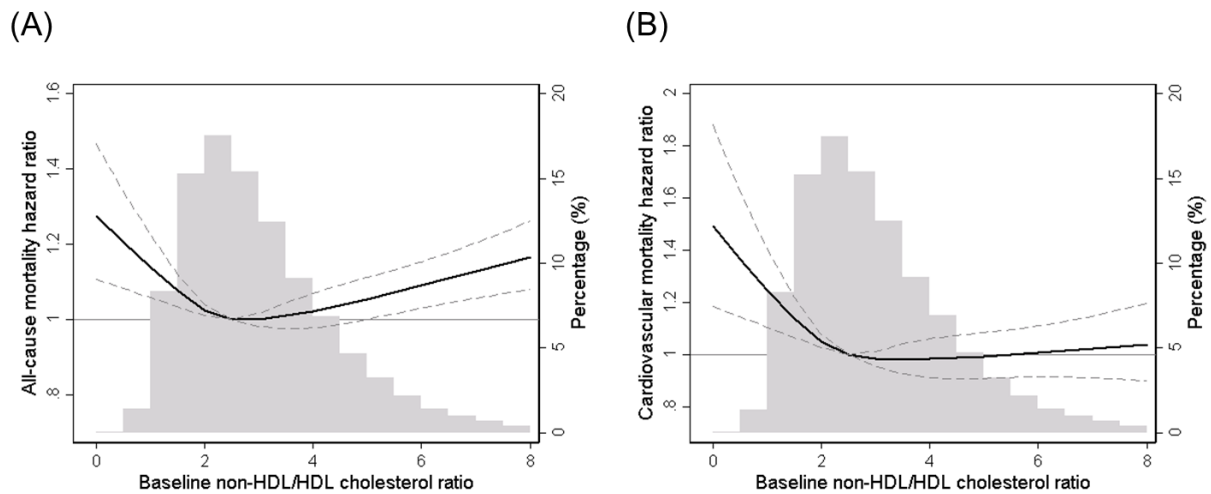 (A)
All-cause mortality hazard ratio
1.6
1.4
1.2
1
.8
20
15
10
5
0
Percentage (%)
0 2 4 6 8
Baseline non-HDL/HDL cholesterol ratio
(B)
Cardiovascular mortality hazard ratio
2
1.8
1.6
1.4
1.2
1
.8
20
15
10
5
0
Percentage (%)
0 2 4 6 8
Baseline non-HDL/HDL cholesterol ratio